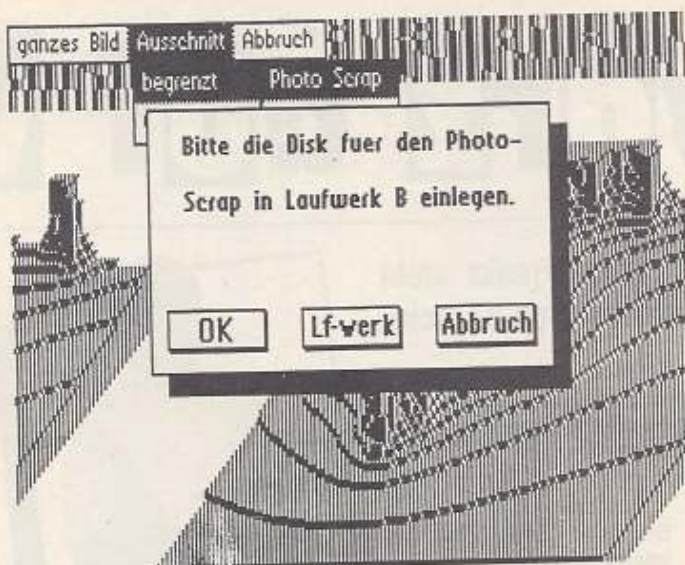 ganzes Bild Ausschnitt Abbruch
begrenzt Photo Scrap
Bitte die Disk fuer den Photo-
Scrap in Laufwerk B einlegen.
OK Lf-werk Abbruch